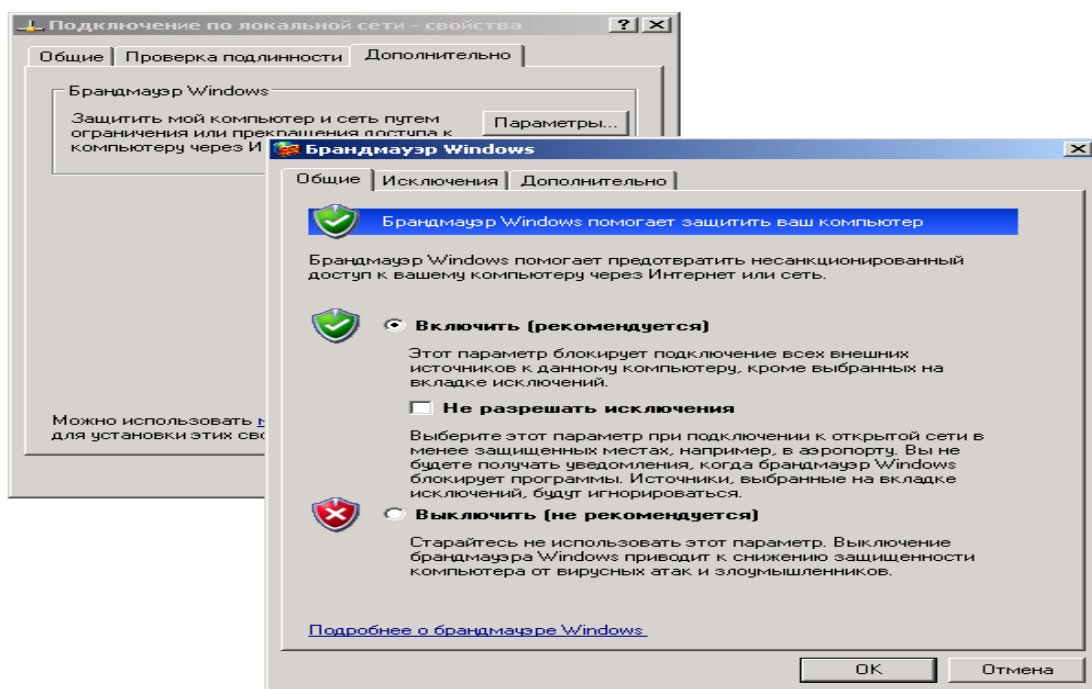 Подключение по локальной сети - свойства
Общие
Проверка подлинности
Дополнительно
Брандмауэр Windows
Защитить мой компьютер и сеть путем
ограничения или прекращения доступа к
компьютеру через И
Параметры...
Можно использовать
для установки этих
Брандмауэр Windows
Общие
Исключения
Дополнительно
Брандмауэр Windows помогает защитить ваш компьютер
Брандмауэр Windows помогает предотвратить несанкционированный
доступ к вашему компьютеру через Интернет или сеть.
Включить (рекомендуется)
Этот параметр блокирует подключение всех внешних
источников к данному компьютеру, кроме выбранных на
вкладке исключений.
Не разрешать исключения
Выберите этот параметр при подключении к открытой сети в
менее защищенных местах, например, в аэропорту. Вы не
будете получать уведомления, когда брандмауэр Windows
блокирует программы. Источники, выбранные на вкладке
исключений, будут игнорироваться.
Выключить (не рекомендуется)
Старайтесь не использовать этот параметр. Выключение
брандмауэра Windows приводит к снижению защищенности
компьютера от вирусных атак и злоумышленников.
Подробнее о брандмауэре Windows
OK
Отмена